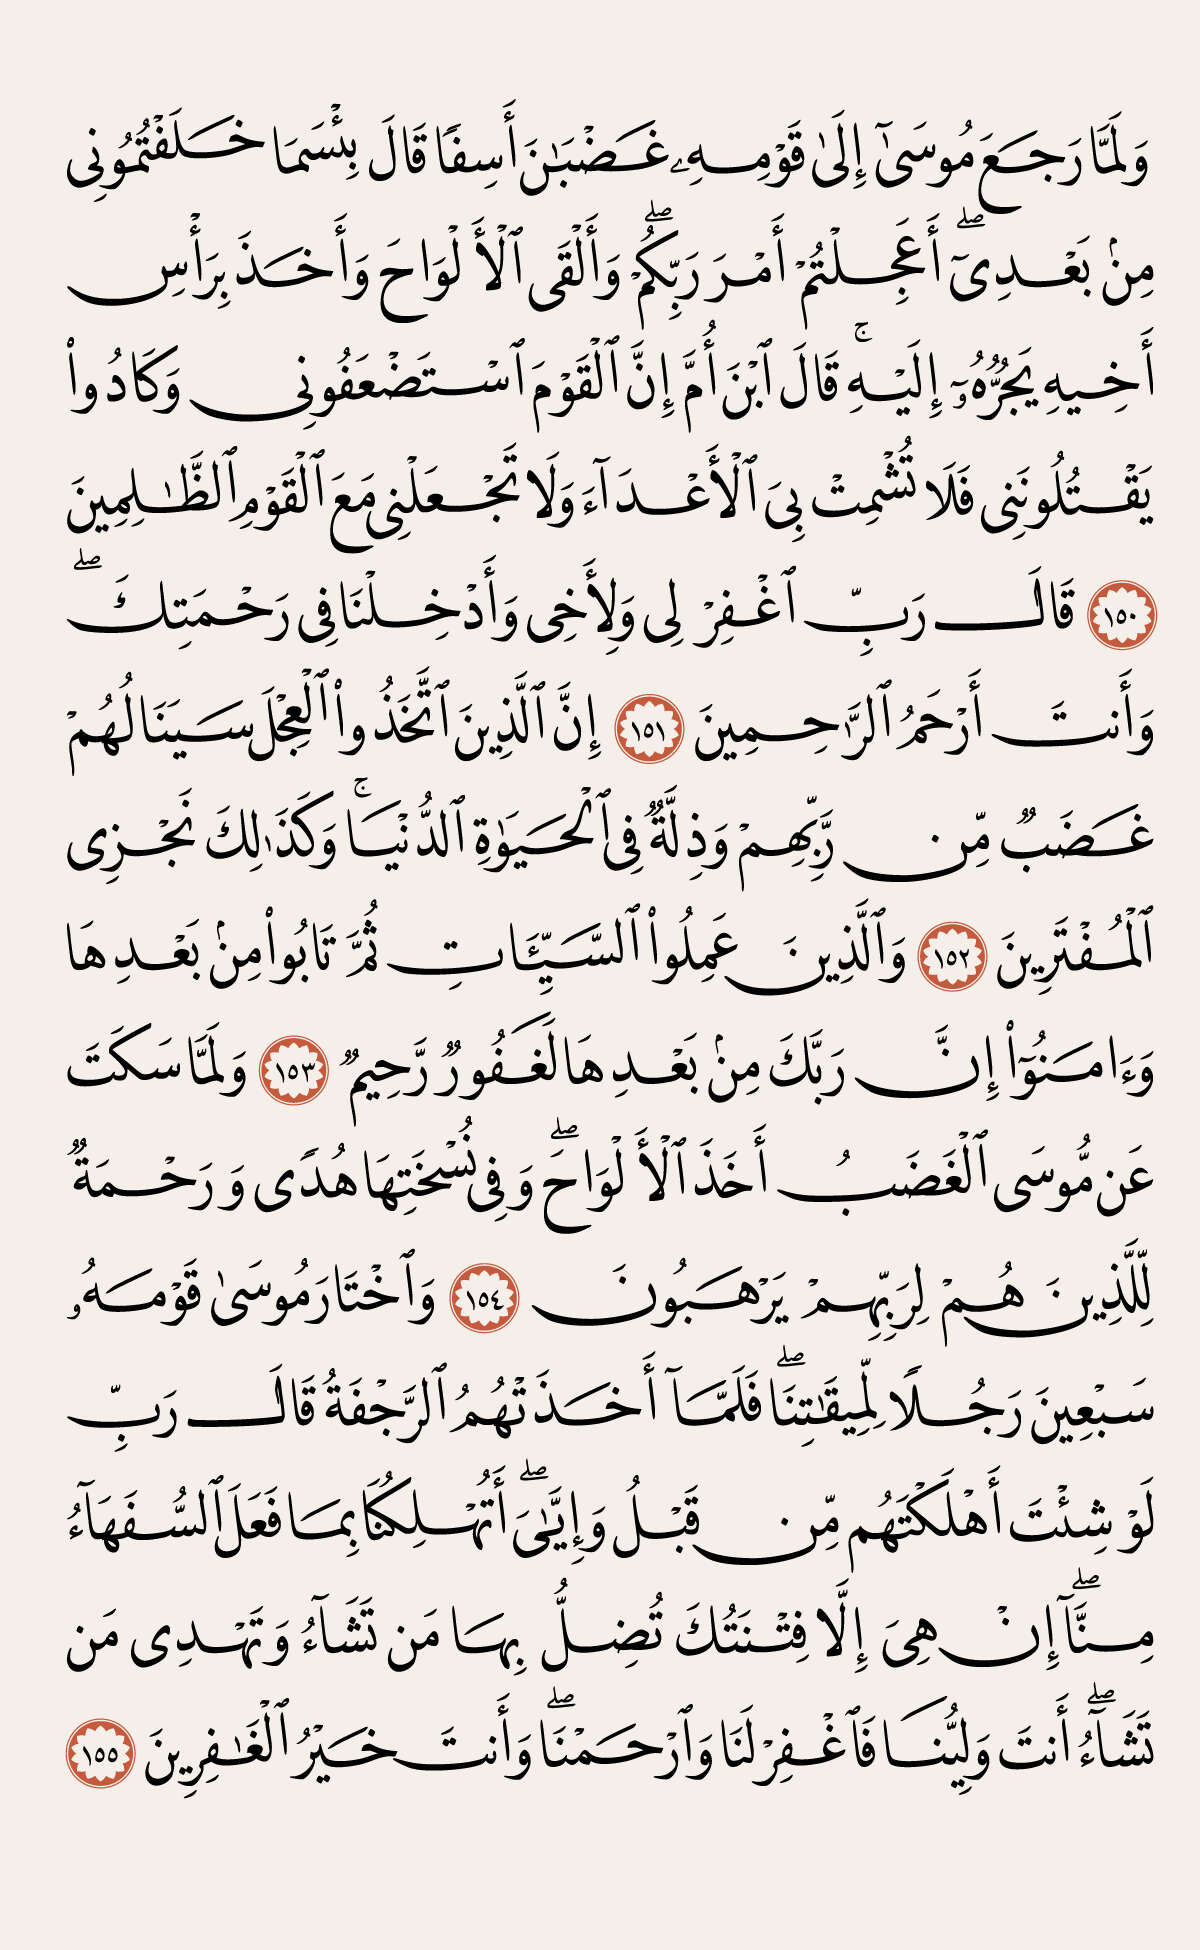 وَلَمَّا رَجَعَ مُوسَىٰٓ إِلَىٰ قَوْمِهِۦ غَضْبَٰنَ أَسِفًا قَالَ بِئْسَمَا خَلَفْتُمُونِى
مِنۢ بَعْدِىٓ ۖ أَعَجِلْتُمْ أَمْرَ رَبِّكُمْ ۖ وَأَلْقَى ٱلْأَلْوَاحَ وَأَخَذَ بِرَأْسِ
أَخِيهِ يَجُرُّهُۥٓ إِلَيْهِ ۚ قَالَ ٱبْنَ أُمَّ إِنَّ ٱلْقَوْمَ ٱسْتَضْعَفُونِى وَكَادُوا۟
يَقْتُلُونَنِى فَلَا تُشْمِتْ بِىَ ٱلْأَعْدَآءَ وَلَا تَجْعَلْنِى مَعَ ٱلْقَوْمِ ٱلظَّٰلِمِينَ
١٥٠ قَالَ رَبِّ ٱغْفِرْ لِى وَلِأَخِى وَأَدْخِلْنَا فِى رَحْمَتِكَ ۖ
وَأَنتَ أَرْحَمُ ٱلرَّٰحِمِينَ ١٥١ إِنَّ ٱلَّذِينَ ٱتَّخَذُوا۟ ٱلْعِجْلَ سَيَنَالُهُمْ
غَضَبٌ مِّن رَّبِّهِمْ وَذِلَّةٌ فِى ٱلْحَيَوٰةِ ٱلدُّنْيَا ۚ وَكَذَٰلِكَ نَجْزِى
ٱلْمُفْتَرِينَ ١٥٢ وَٱلَّذِينَ عَمِلُوا۟ ٱلسَّيِّـَٔاتِ ثُمَّ تَابُوا۟ مِنۢ بَعْدِهَا
وَءَامَنُوٓا۟ إِنَّ رَبَّكَ مِنۢ بَعْدِهَا لَغَفُورٌ رَّحِيمٌ ١٥٣ وَلَمَّا سَكَتَ
عَن مُّوسَى ٱلْغَضَبُ أَخَذَ ٱلْأَلْوَاحَ ۖ وَفِى نُسْخَتِهَا هُدًى وَرَحْمَةٌ
لِّلَّذِينَ هُمْ لِرَبِّهِمْ يَرْهَبُونَ ١٥٤ وَٱخْتَارَ مُوسَىٰ قَوْمَهُۥ
سَبْعِينَ رَجُلًا لِّمِيقَٰتِنَا ۖ فَلَمَّآ أَخَذَتْهُمُ ٱلرَّجْفَةُ قَالَ رَبِّ
لَوْ شِئْتَ أَهْلَكْتَهُم مِّن قَبْلُ وَإِيَّٰىَ ۖ أَتُهْلِكُنَا بِمَا فَعَلَ ٱلسُّفَهَآءُ
مِنَّآ ۖ إِنْ هِىَ إِلَّا فِتْنَتُكَ تُضِلُّ بِهَا مَن تَشَآءُ وَتَهْدِى مَن
تَشَآءُ ۖ أَنتَ وَلِيُّنَا فَٱغْفِرْ لَنَا وَٱرْحَمْنَا ۖ وَأَنتَ خَيْرُ ٱلْغَٰفِرِينَ ١٥٥